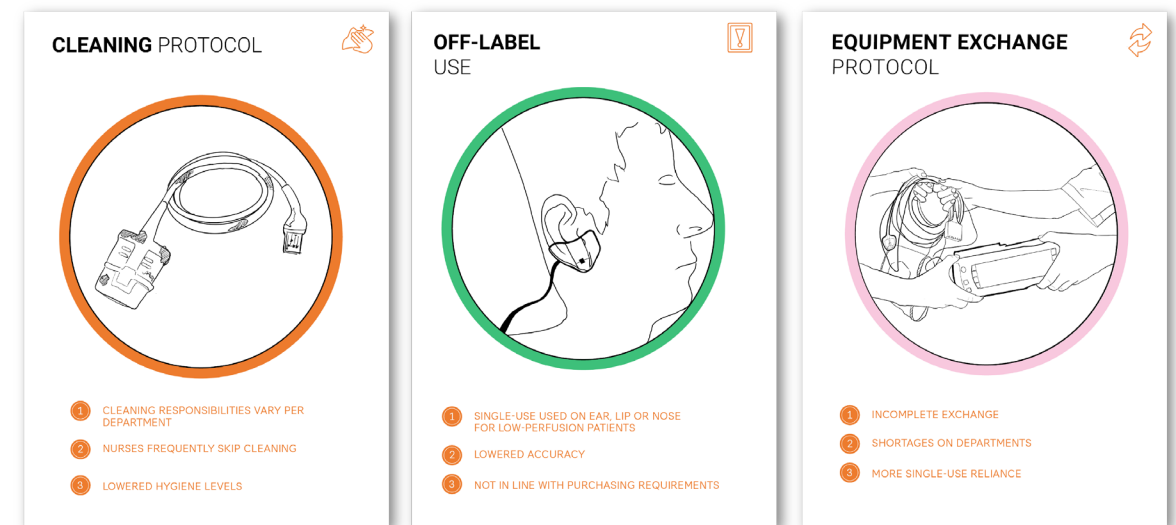 CLEANING PROTOCOL
1 CLEANING RESPONSIBILITIES VARY PER
DEPARTMENT
2 NURSES FREQUENTLY SKIP CLEANING
3 LOWERED HYGIENE LEVELS
OFF-LABEL
USE
1 SINGLE-USE USED ON EAR, LIP OR NOSE
FOR LOW-PERFUSION PATIENTS
2 LOWERED ACCURACY
3 NOT IN LINE WITH PURCHASING REQUIREMENTS
EQUIPMENT EXCHANGE
PROTOCOL
1 INCOMPLETE EXCHANGE
2 SHORTAGES ON DEPARTMENTS
3 MORE SINGLE-USE RELIANCE